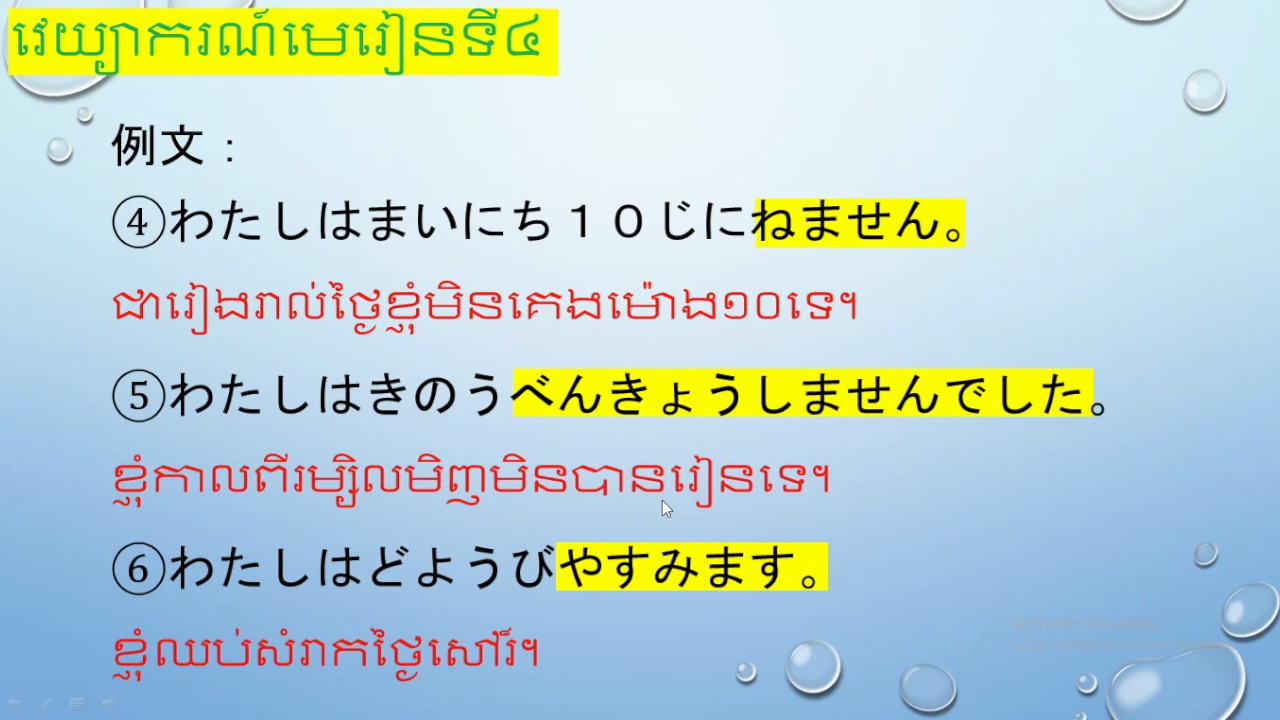 វេយ្យាករណ៍មេរៀនទី៤
例文：
④わたしはまいにち１０じにねません。
ជារៀងរាល់ថ្ងៃខ្ញុំមិនគេងម៉ោង១០ទេ។
⑤わたしはきのうべんきょうしませんでした。
ខ្ញុំកាលពីរម្សិលមិញមិនបានរៀនទេ។
⑥わたしはどようびやすみます。
ខ្ញុំឈប់សំរាកថ្ងៃសៅរ៏។